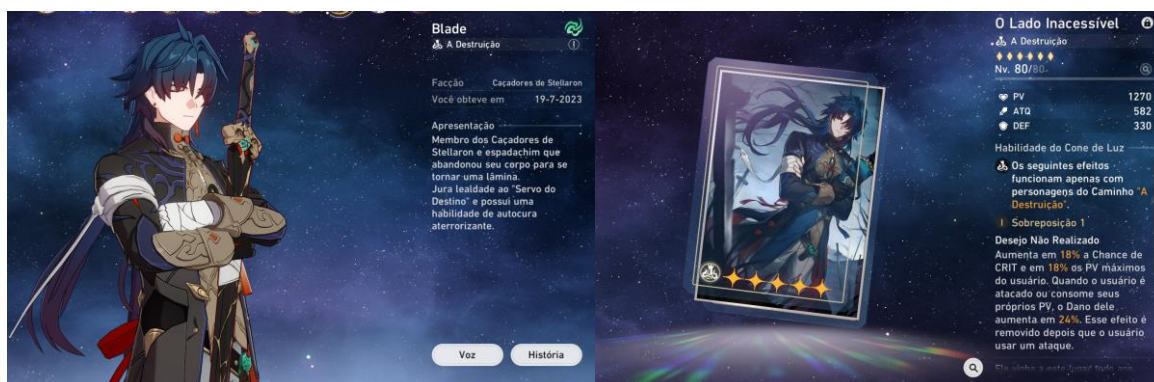 Blade
A Destruição
Facção Caçadores de Stellaron
Você obteve em 19-7-2023
Apresentação
Membro dos Caçadores de
Stellaron e espadachim que
abandonou seu corpo para se
tornar uma lâmina.
Jura lealdade ao "Servo do
Destino" e possui uma
habilidade de autocura
aterrorizante.
Voz História
O Lado Inacessível
A Destruição
Nv. 80/80
PV 1270
ATQ 582
DEF 330
Habilidade do Cone de Luz
Os seguintes efeitos
funcionam apenas com
personagens do Caminho "A
Destruição".
I Sobreposição 1
Desejo Não Realizado
Aumenta em 18% a Chance de
CRIT e em 18% os PV máximos
do usuário. Quando o usuário é
atacado ou consome seus
próprios PV, o Dano dele
aumenta em 24%. Esse efeito é
removido depois que o usuário
usar um ataque.